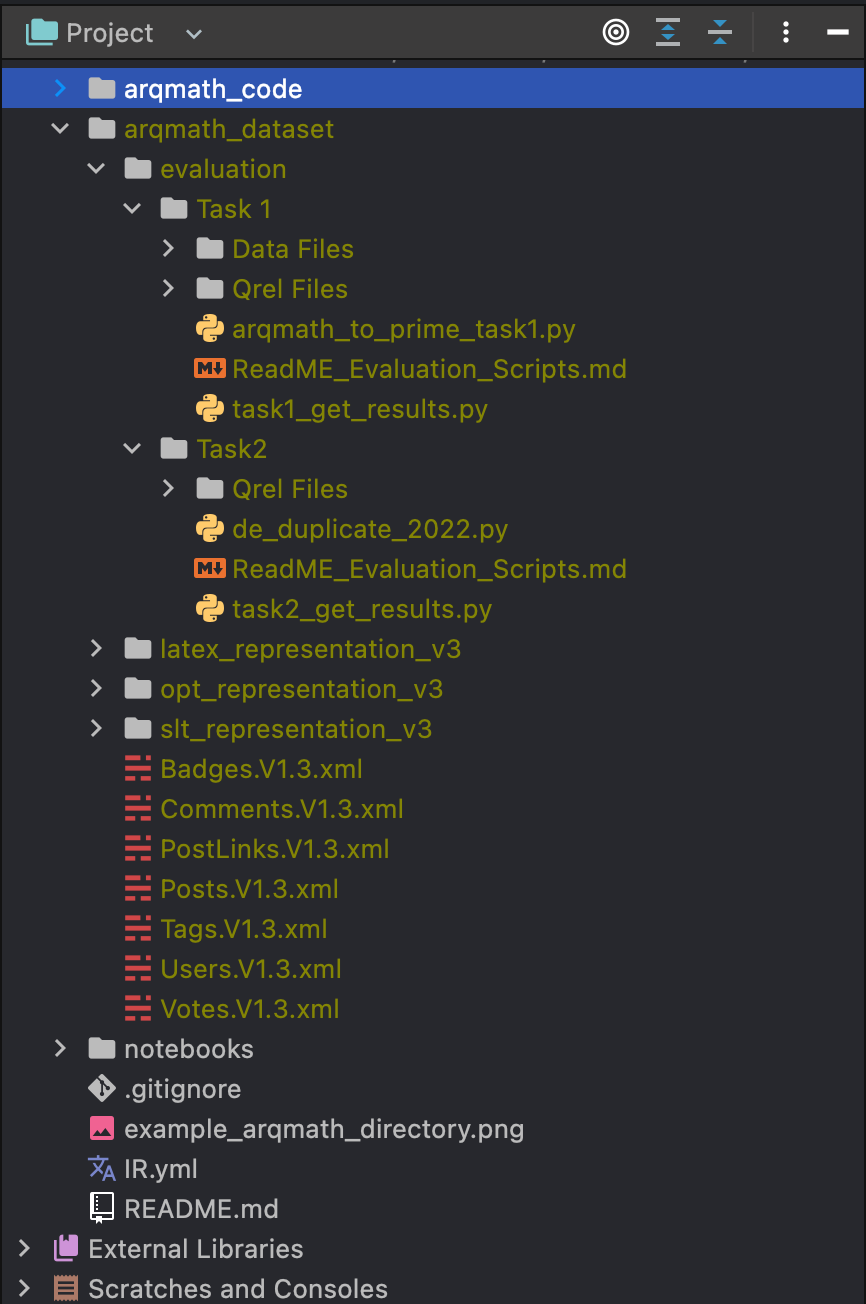 Project
arqmath_code
arqmath_dataset
evaluation
Task 1
Data Files
Qrel Files
arqmath_to_prime_task1.py
ReadME_Evaluation_Scripts.md
task1_get_results.py
Task2
Qrel Files
de_duplicate_2022.py
ReadME_Evaluation_Scripts.md
task2_get_results.py
latex_representation_v3
opt_representation_v3
slt_representation_v3
Badges.V1.3.xml
Comments.V1.3.xml
PostLinks.V1.3.xml
Posts.V1.3.xml
Tags.V1.3.xml
Users.V1.3.xml
Votes.V1.3.xml
notebooks
.gitignore
example_arqmath_directory.png
IR.yml
README.md
External Libraries
Scratches and Consoles